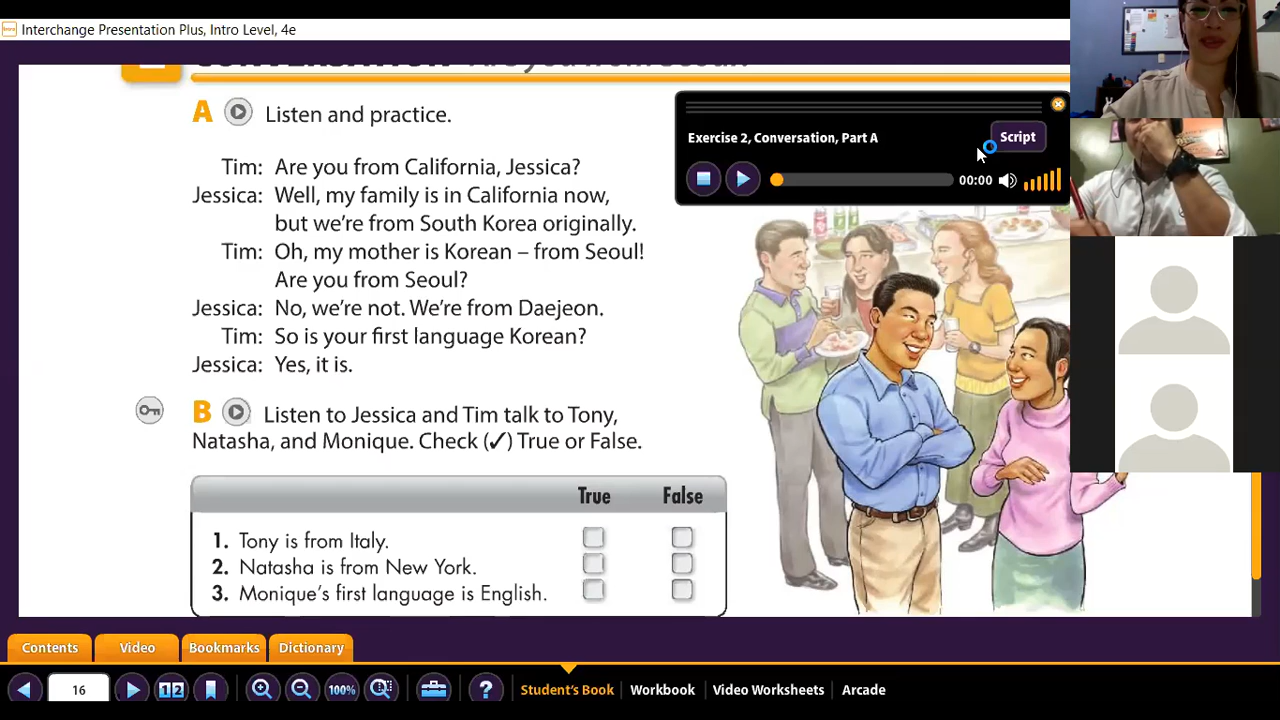 Interchange Presentation Plus, Intro Level, 4e
A Listen and practice.
Tim: Are you from California, Jessica?
Jessica: Well, my family is in California now,
but we're from South Korea originally.
Tim: Oh, my mother is Korean – from Seoul!
Are you from Seoul?
Jessica: No, we're not. We're from Daejeon.
Tim: So is your first language Korean?
Jessica: Yes, it is.
Exercise 2, Conversation, Part A
Script
00:00
B Listen to Jessica and Tim talk to Tony,
Natasha, and Monique. Check (✓) True or False.
True False
1. Tony is from Italy.
2. Natasha is from New York.
3. Monique's first language is English.
Contents Video Bookmarks Dictionary
16 12 100% ? Student's Book Workbook Video Worksheets Arcade